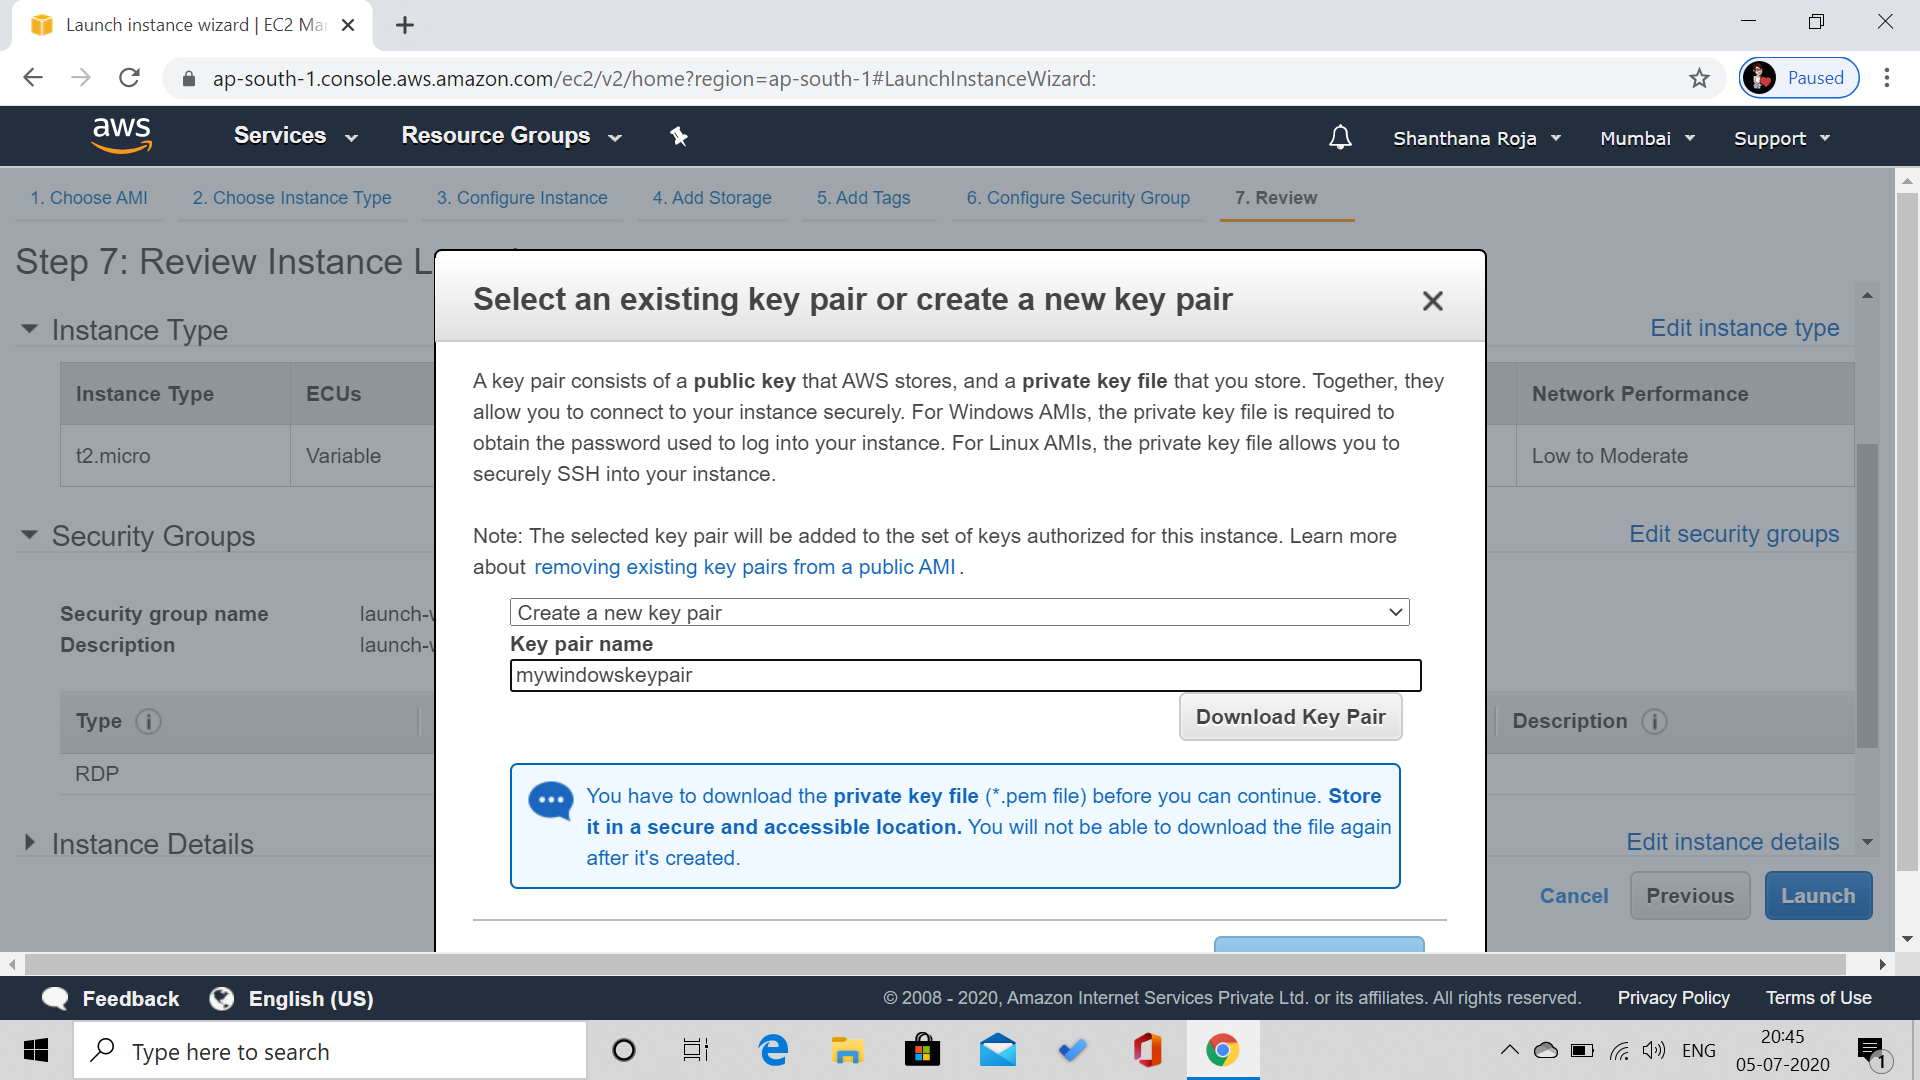 Launch instance wizard | EC2 Ma
ap-south-1.console.aws.amazon.com/ec2/v2/home?region=ap-south-1#LaunchInstanceWizard:
Paused
aws
Services
Resource Groups
Shanthana Roja
Mumbai
Support
1. Choose AMI
2. Choose Instance Type
3. Configure Instance
4. Add Storage
5. Add Tags
6. Configure Security Group
7. Review
Step 7: Review Instance L
Select an existing key pair or create a new key pair
Instance Type
Edit instance type
Instance Type
ECUs
Network Performance
t2.micro
Variable
Low to Moderate
A key pair consists of a public key that AWS stores, and a private key file that you store. Together, they
allow you to connect to your instance securely. For Windows AMIs, the private key file is required to
obtain the password used to log into your instance. For Linux AMIs, the private key file allows you to
securely SSH into your instance.
Note: The selected key pair will be added to the set of keys authorized for this instance. Learn more
about removing existing key pairs from a public AMI.
Security Groups
Edit security groups
Security group name
launch-w
Description
launch-w
Create a new key pair
Key pair name
mywindowskeypair
Download Key Pair
Type
Description
RDP
You have to download the private key file (*.pem file) before you can continue. Store
it in a secure and accessible location. You will not be able to download the file again
after it's created.
Instance Details
Edit instance details
Cancel
Previous
Launch
Feedback
English (US)
© 2008 - 2020, Amazon Internet Services Private Ltd. or its affiliates. All rights reserved.
Privacy Policy
Terms of Use
Type here to search
ENG
20:45
05-07-2020
1